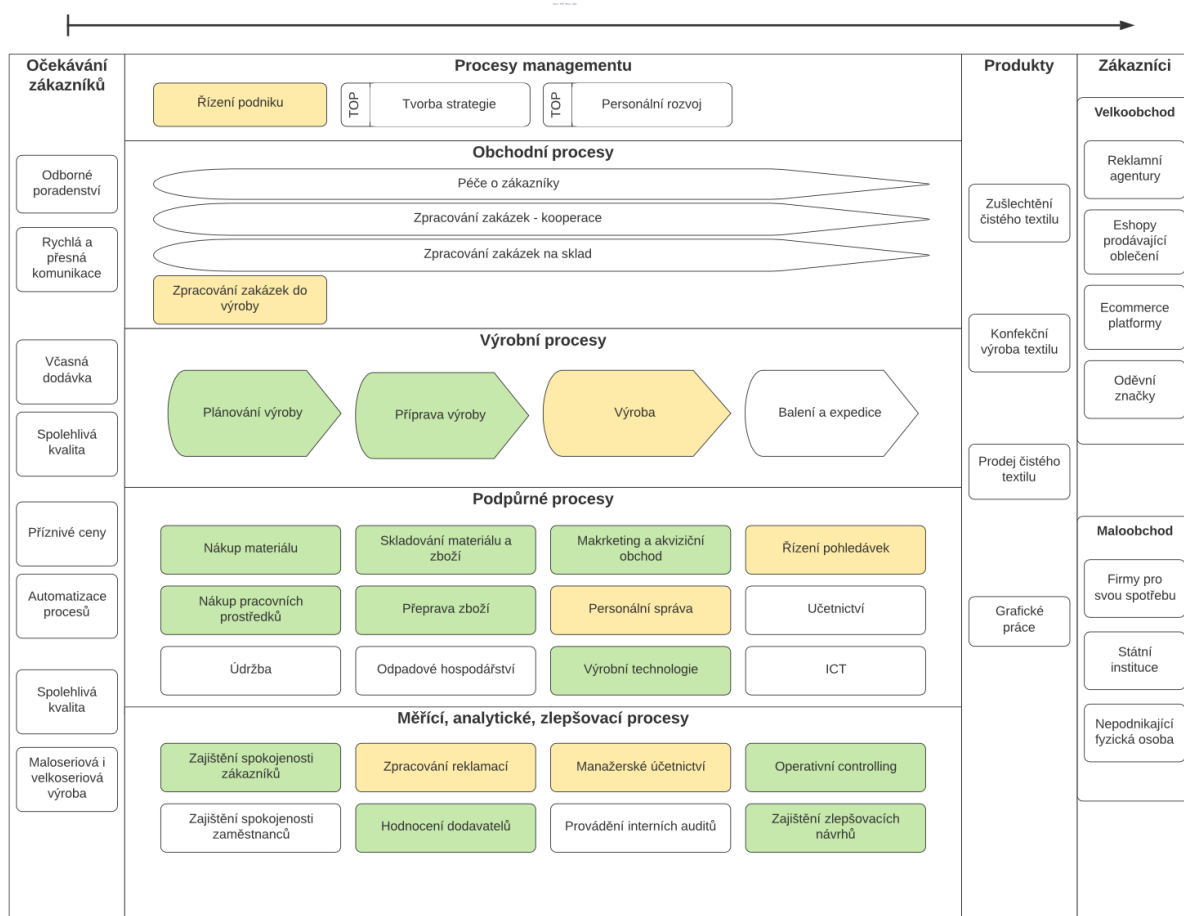 Očekávání
zákazníků
Odborné
poradenství
Rychlá a
přesná
komunikace
Včasná
dodávka
Spolehlivá
kvalita
Příznivé ceny
Automatizace
procesů
Spolehlivá
kvalita
Maloseriová i
velkoseriová
výroba
Procesy managementu
Řízení podniku
TOP
Tvorba strategie
TOP
Personální rozvoj
Obchodní procesy
Péče o zákazníky
Zpracování zakázek - kooperace
Zpracování zakázek na sklad
Zpracování zakázek do
výroby
Výrobní procesy
Plánování výroby
Příprava výroby
Výroba
Balení a expedice
Podpůrné procesy
Nákup materiálu
Skladování materiálu a
zboží
Makrketing a akviziční
obchod
Řízení pohledávek
Nákup pracovních
prostředků
Přeprava zboží
Personální správa
Učetnictví
Údržba
Odpadové hospodářství
Výrobní technologie
ICT
Měřící, analytické, zlepšovací procesy
Zajištění spokojenosti
zákazníků
Zpracování reklamací
Manažerské účetnictví
Operativní controlling
Zajištění spokojenosti
zaměstnanců
Hodnocení dodavatelů
Provádění interních auditů
Zajištění zlepšovacích
návrhů
Produkty
Zušlechtění
čistého textilu
Konfekční
výroba textilu
Prodej čistého
textilu
Grafické
práce
Zákazníci
Velkoobchod
Reklamní
agentury
Eshopy
prodávající
oblečení
Ecommerce
platformy
Oděvní
značky
Maloobchod
Firmy pro
svou spotřebu
Státní
instituce
Nepodnikající
fyzická osoba